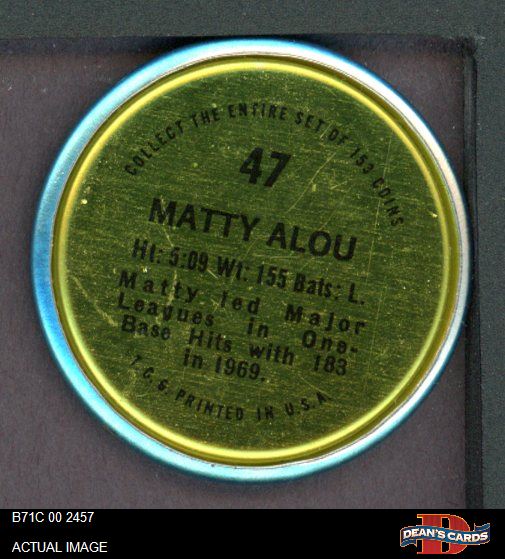 COLLECT THE ENTIRE SET OF 153 COINS
47
MATTY ALOU
Ht: 5:09 Wt: 155 Bats: L.
Matty led Major
Leagues in One-
Base Hits with 183
in 1969.
T.C.G. PRINTED IN U.S.A.
B71C 00 2457
ACTUAL IMAGE
D
DEAN'S CARDS